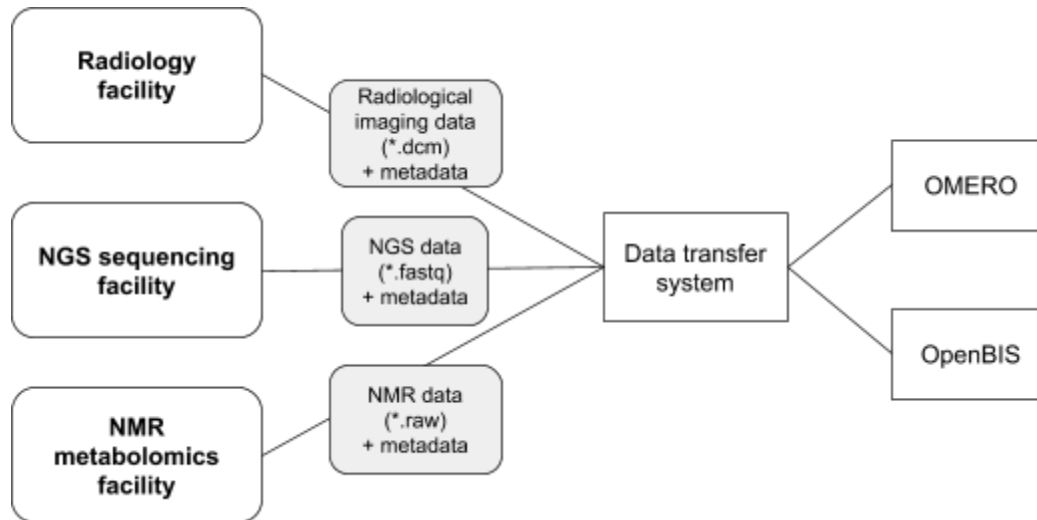 Radiology
facility
Radiological
imaging data
(*.dcm)
+ metadata
NGS sequencing
facility
NGS data
(*.fastq)
+ metadata
NMR
metabolomics
facility
NMR data
(*.raw)
+ metadata
Data transfer
system
OMERO
OpenBIS